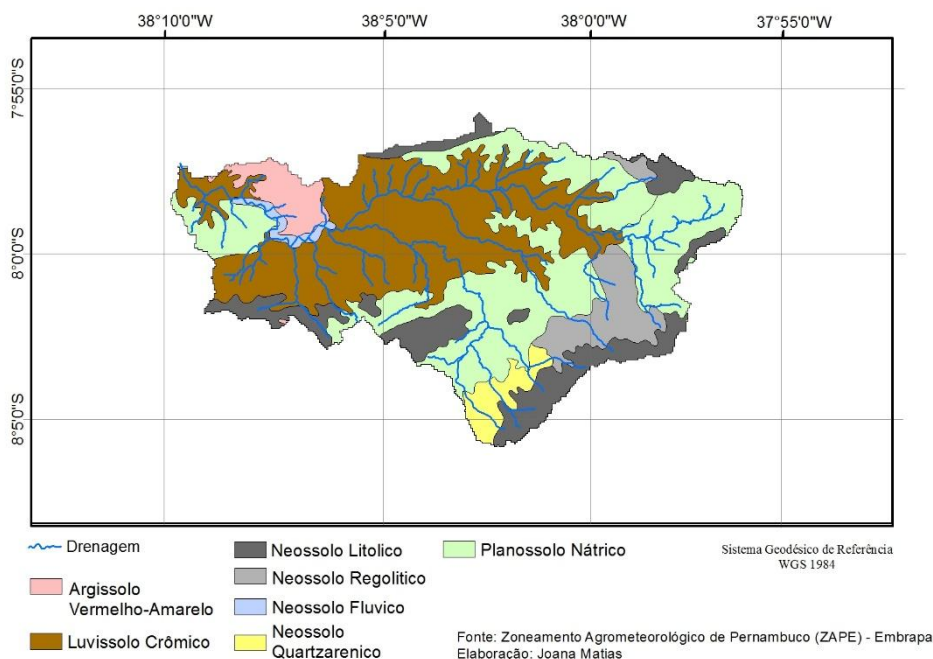 38°10'0"W 38°5'0"W 38°0'0"W 37°55'0"W
7°55'0"S
8°0'0"S
8°5'0"S
Drenagem
Argissolo
Vermelho-Amarelo
Luvissolo Crômico
Neossolo Litolico
Neossolo Regolitico
Neossolo Fluvico
Neossolo
Quartzarenico
Planossolo Nátrico
Sistema Geodésico de Referência
WGS 1984
Fonte: Zoneamento Agrometeorológico de Pernambuco (ZAPE) - Embrapa
Elaboração: Joana Matias